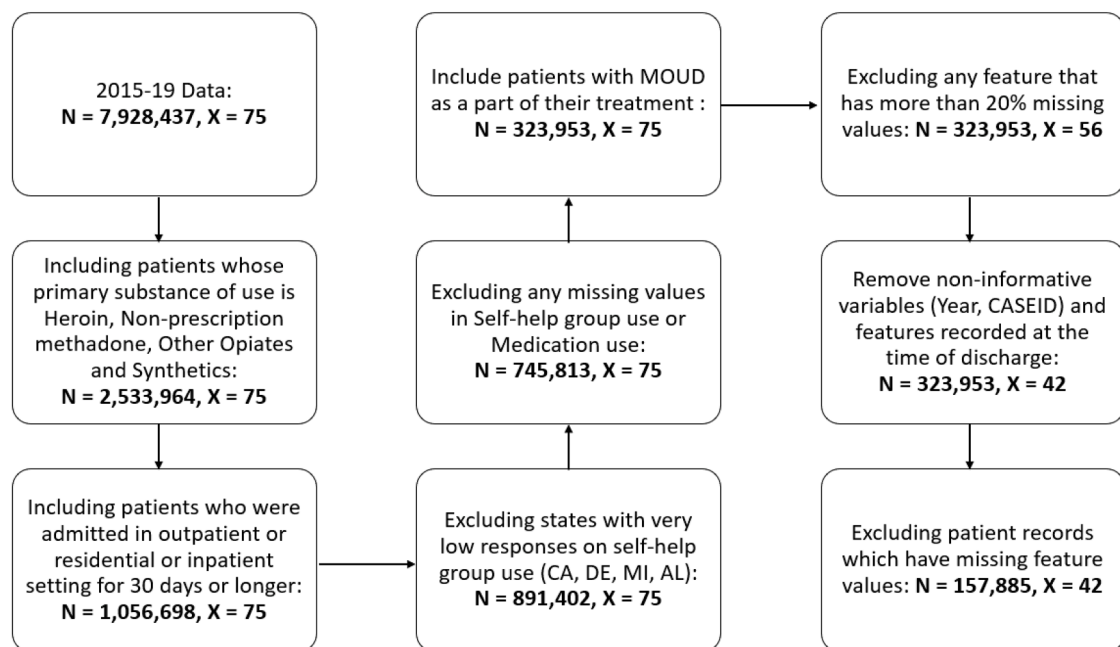 2015-19 Data:
N = 7,928,437, X = 75
Including patients whose
primary substance of use is
Heroin, Non-prescription
methadone, Other Opiates
and Synthetics:
N = 2,533,964, X = 75
Including patients who were
admitted in outpatient or
residential or inpatient
setting for 30 days or longer:
N = 1,056,698, X = 75
Excluding states with very
low responses on self-help
group use (CA, DE, MI, AL):
N = 891,402, X = 75
Excluding any missing values
in Self-help group use or
Medication use:
N = 745,813, X = 75
Include patients with MOUD
as a part of their treatment :
N = 323,953, X = 75
Excluding any feature that
has more than 20% missing
values: N = 323,953, X = 56
Remove non-informative
variables (Year, CASEID) and
features recorded at the
time of discharge:
N = 323,953, X = 42
Excluding patient records
which have missing feature
values: N = 157,885, X = 42